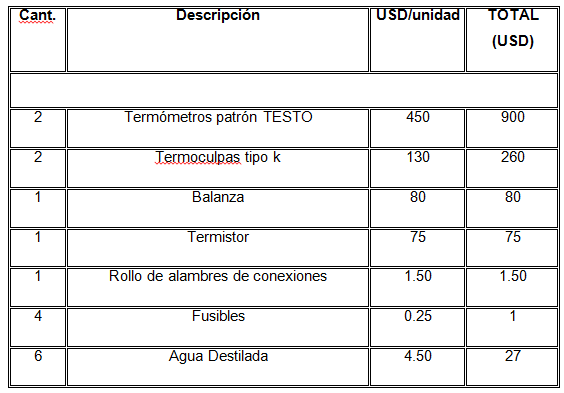 Cant. Descripción USD/unidad TOTAL
(USD)
2 Termómetros patrón TESTO 450 900
2 Termoculpas tipo k 130 260
1 Balanza 80 80
1 Termistor 75 75
1 Rollo de alambres de conexiones 1.50 1.50
4 Fusibles 0.25 1
6 Agua Destilada 4.50 27